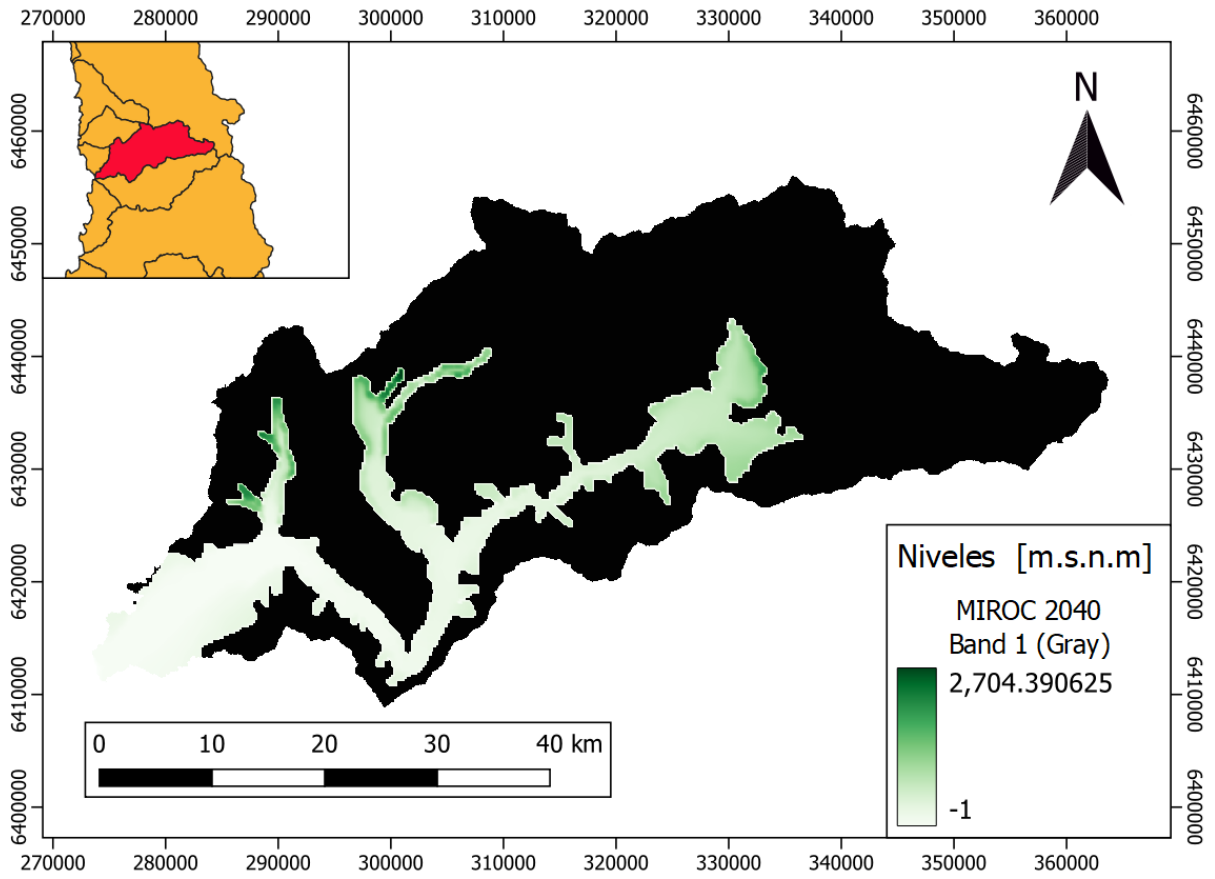 270000 280000 290000 300000 310000 320000 330000 340000 350000 360000
N
6460000 6460000
6450000 6450000
6440000 6440000
6430000 6430000
6420000 6420000
6410000 6410000
6400000 6400000
Niveles [m.s.n.m]
MIROC 2040
Band 1 (Gray)
2,704.390625
-1
0 10 20 30 40 km
270000 280000 290000 300000 310000 320000 330000 340000 350000 360000